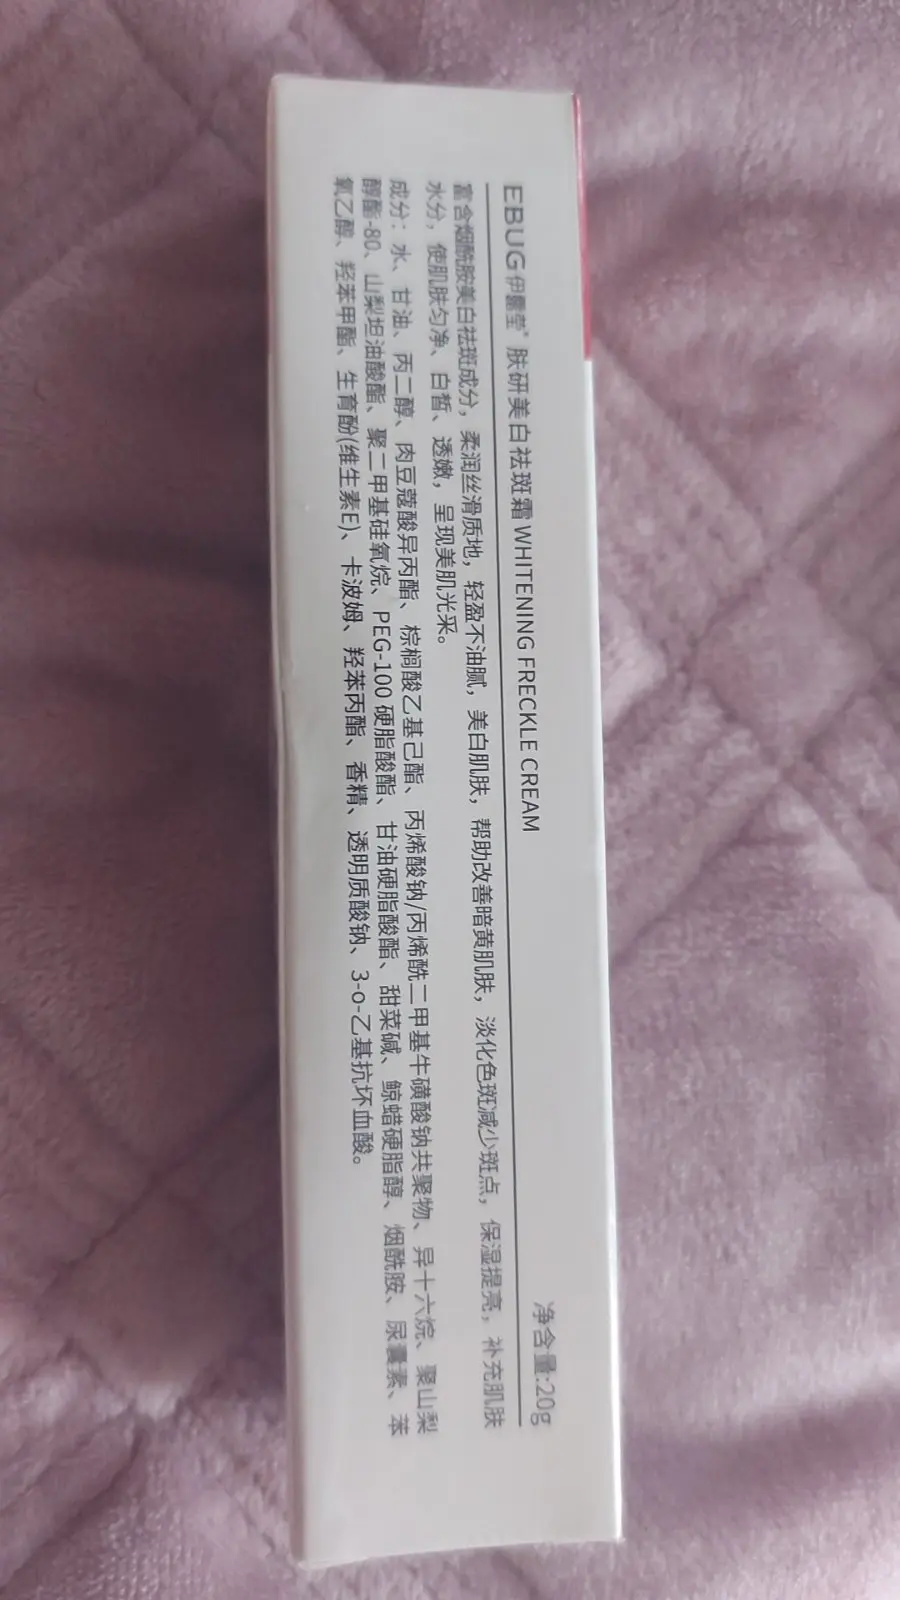 EBUG伊露莹® 肤研美白祛斑霜 WHITENING FRECKLE CREAM 净含量:20g
富含烟酰胺美白祛斑成分，柔润丝滑质地，轻盈不油腻，美白肌肤，帮助改善暗黄肌肤，淡化色斑减少斑点，保湿提亮，补充肌肤
水分，使肌肤匀净、白皙、透嫩，呈现美肌光采。
成分：水、甘油、丙二醇、肉豆蔻酸异丙酯、棕榈酸乙基己酯、丙烯酸钠/丙烯酰二甲基牛磺酸钠共聚物、异十六烷、聚山梨
醇酯-80、山梨坦油酸酯、聚二甲基硅氧烷、PEG-100 硬脂酸酯、甘油硬脂酸酯、甜菜碱、鲸蜡硬脂醇、烟酰胺、尿囊素、苯
氧乙醇、羟苯甲酯、生育酚(维生素E)、卡波姆、羟苯丙酯、香精、透明质酸钠、3-o-乙基抗坏血酸。